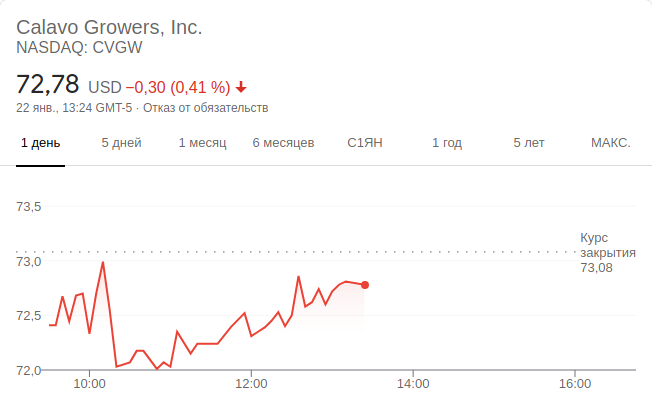 Calavo Growers, Inc.
NASDAQ: CVGW
72,78 USD −0,30 (0,41 %)
22 янв., 13:24 GMT-5 · Отказ от обязательств
1 день 5 дней 1 месяц 6 месяцев С1ЯН 1 год 5 лет МАКС.
73,5
Курс
закрытия
73,08
73,0
72,5
72,0
10:00 12:00 14:00 16:00